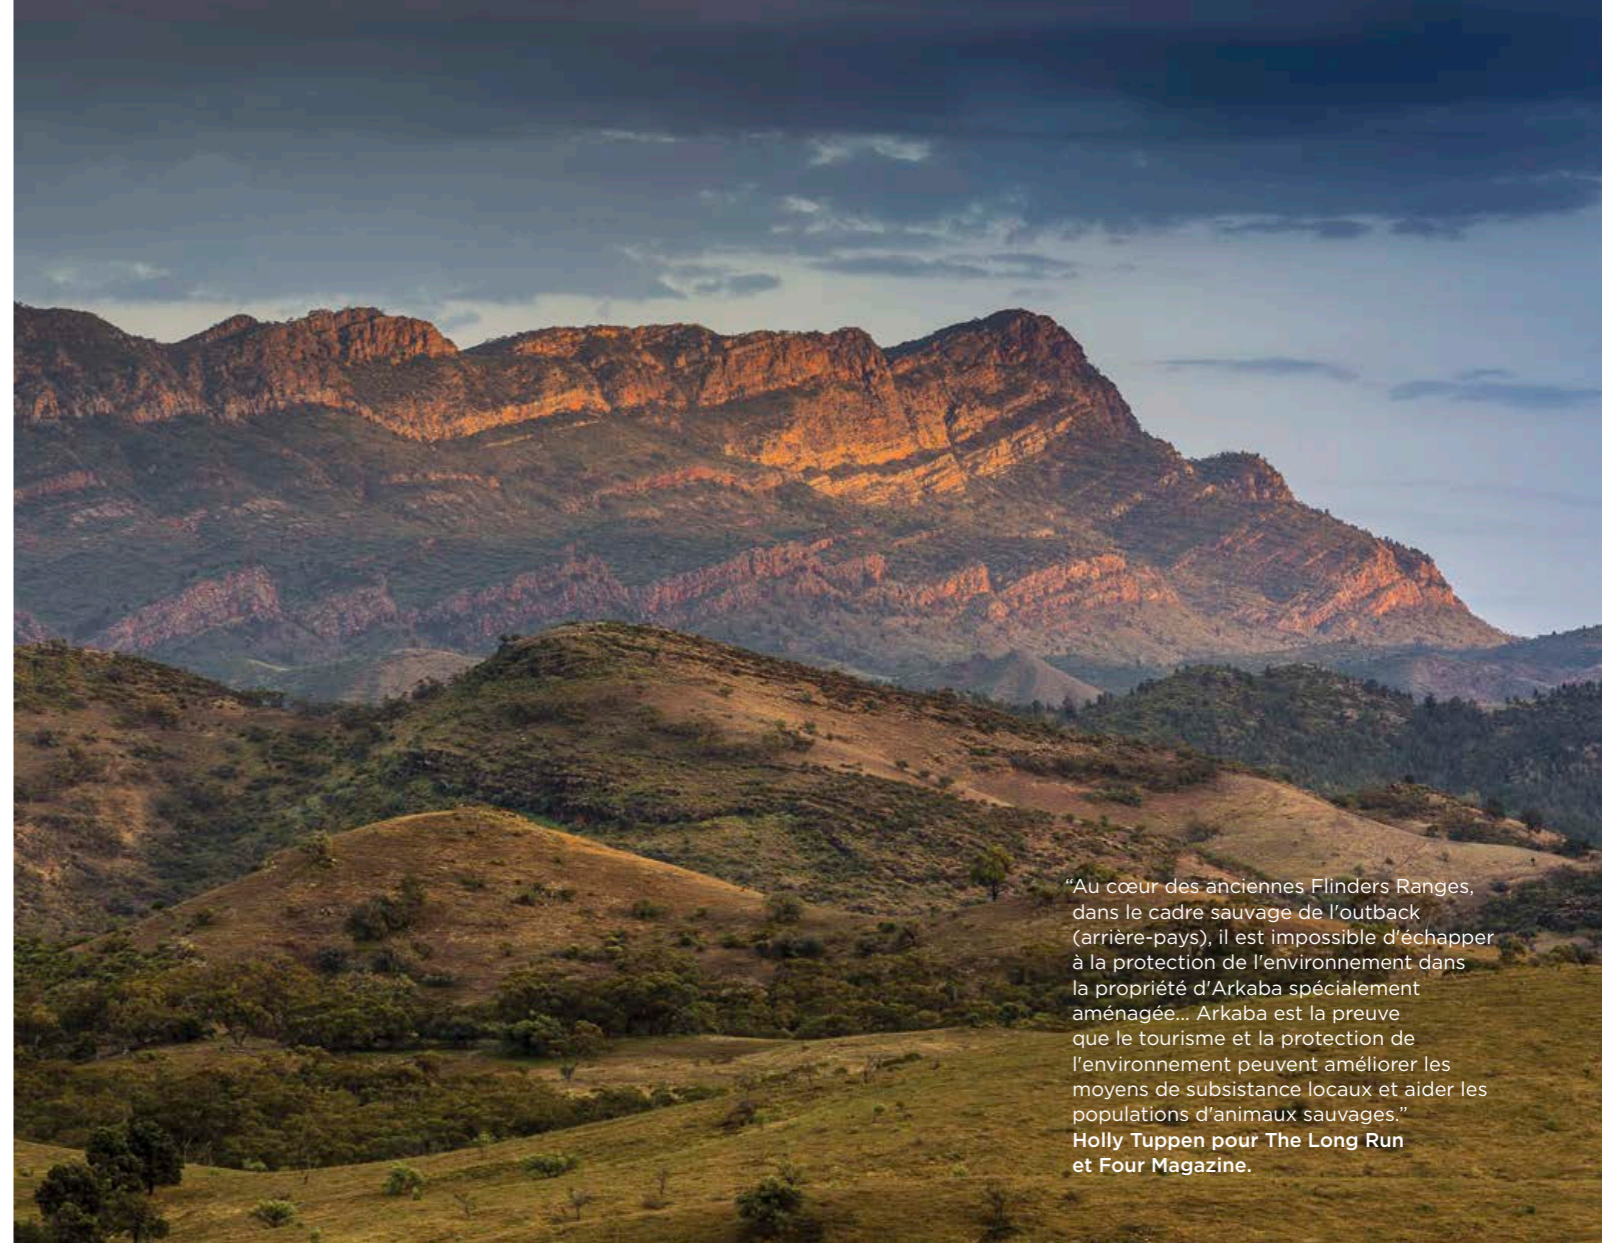 “Au cœur des anciennes Flinders Ranges,
dans le cadre sauvage de l'outback
(arrière-pays), il est impossible d'échapper
à la protection de l'environnement dans
la propriété d'Arkaba spécialement
aménagée... Arkaba est la preuve
que le tourisme et la protection de
l'environnement peuvent améliorer les
moyens de subsistance locaux et aider les
populations d'animaux sauvages.”
Holly Tuppen pour The Long Run
et Four Magazine.